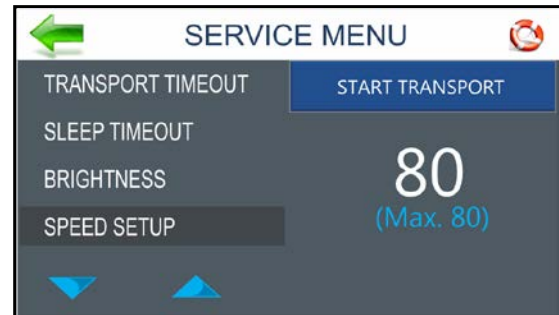 SERVICE MENU
TRANSPORT TIMEOUT
SLEEP TIMEOUT
BRIGHTNESS
SPEED SETUP
START TRANSPORT
80
(Max. 80)